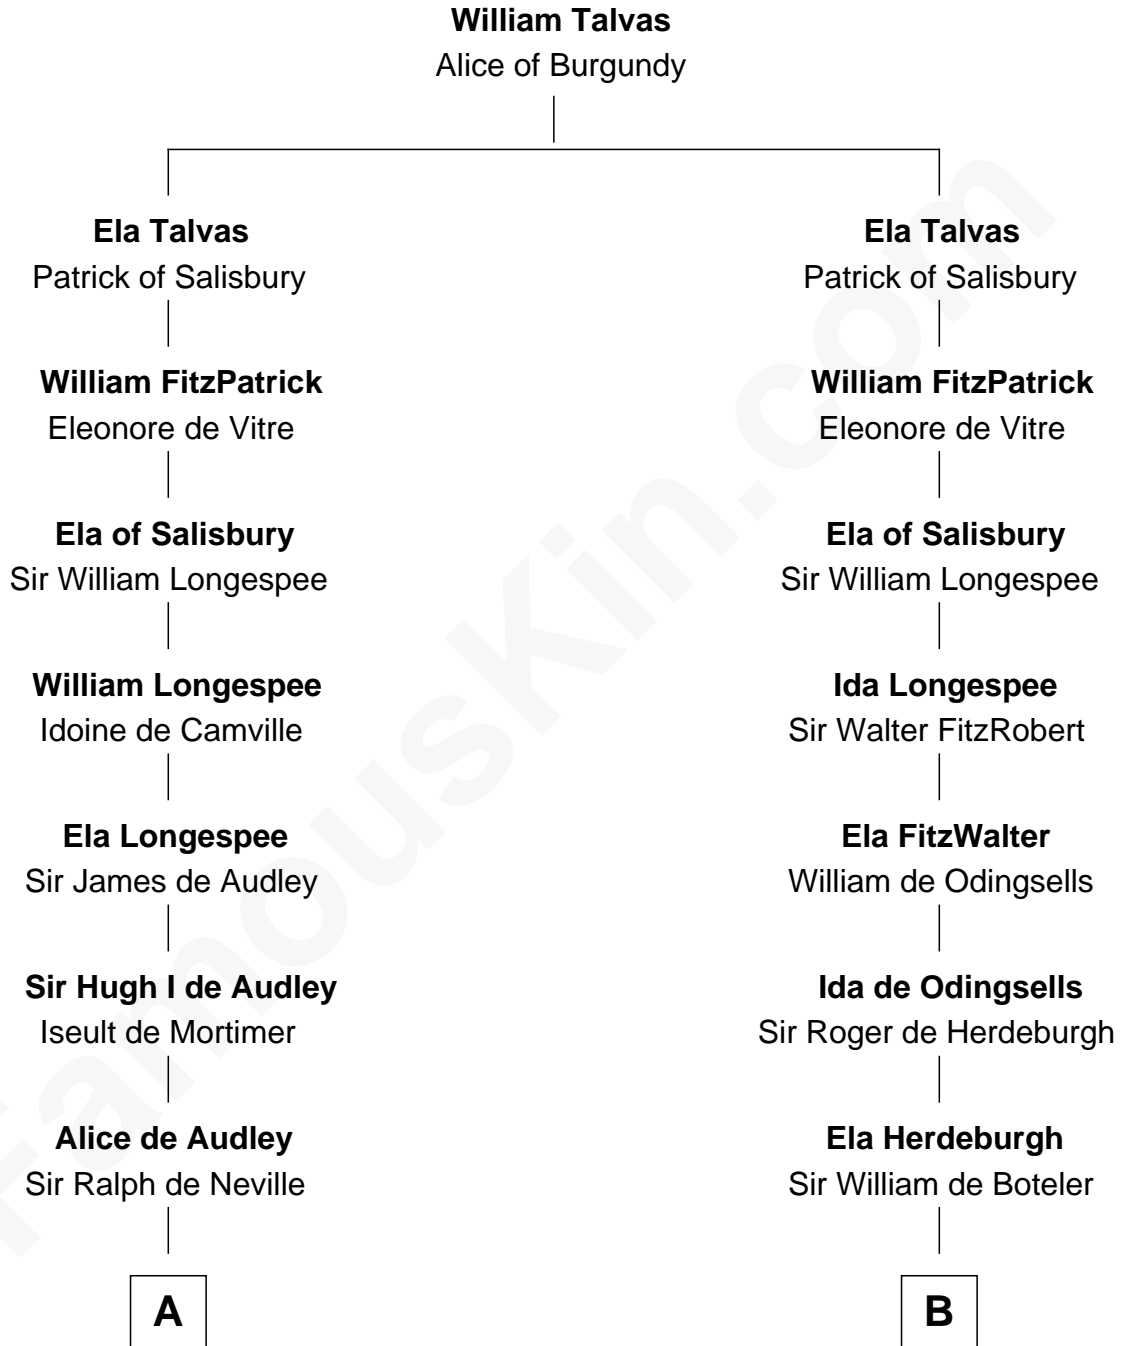 William Talvas
Alice of Burgundy
Ela Talvas
Patrick of Salisbury
William FitzPatrick
Eleonore de Vitre
Ela of Salisbury
Sir William Longespee
William Longespee
Idoine de Camville
Ela Longespee
Sir James de Audley
Sir Hugh I de Audley
Iseult de Mortimer
Alice de Audley
Sir Ralph de Neville
A
Ela Talvas
Patrick of Salisbury
William FitzPatrick
Eleonore de Vitre
Ela of Salisbury
Sir William Longespee
Ida Longespee
Sir Walter FitzRobert
Ela FitzWalter
William de Odingsells
Ida de Odingsells
Sir Roger de Herdeburgh
Ela Herdeburgh
Sir William de Boteler
B
FamousKin.com